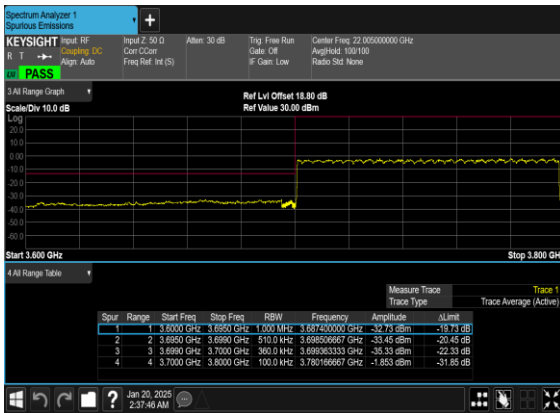 Spectrum Analyzer 1
Spurious Emissions
KEYSIGHT Input: RF Input Z: 50 Ω Atten: 30 dB Trig: Free Run Center Freq: 22.005000000 GHz
R T Coupling: DC Corr CCorr Gate: Off Avg|Hold: 100/100
Align: Auto Freq Ref: Int (S) IF Gain: Low Radio Std: None
PASS
3 All Range Graph
Ref Lvl Offset 18.80 dB
Scale/Div 10.0 dB Ref Value 30.00 dBm
Log
20.0
10.0
0.00
-10.0
-20.0
-30.0
-40.0
-50.0
-60.0
Start 3.600 GHz Stop 3.800 GH
4 All Range Table
Measure Trace Trace 1
Trace Type Trace Average (Active)
Spur Range Start Freq Stop Freq RBW Frequency Amplitude ΔLimit
1 1 3.6000 GHz 3.6950 GHz 1.000 MHz 3.687400000 GHz -32.73 dBm -19.73 dB
2 2 3.6950 GHz 3.6990 GHz 510.0 kHz 3.698506667 GHz -33.45 dBm -20.45 dB
3 3 3.6990 GHz 3.7000 GHz 360.0 kHz 3.699363333 GHz -35.33 dBm -22.33 dB
4 4 3.7000 GHz 3.8000 GHz 100.0 kHz 3.780166667 GHz -1.853 dBm -31.85 dB
Jan 20, 2025
2:37:46 AM